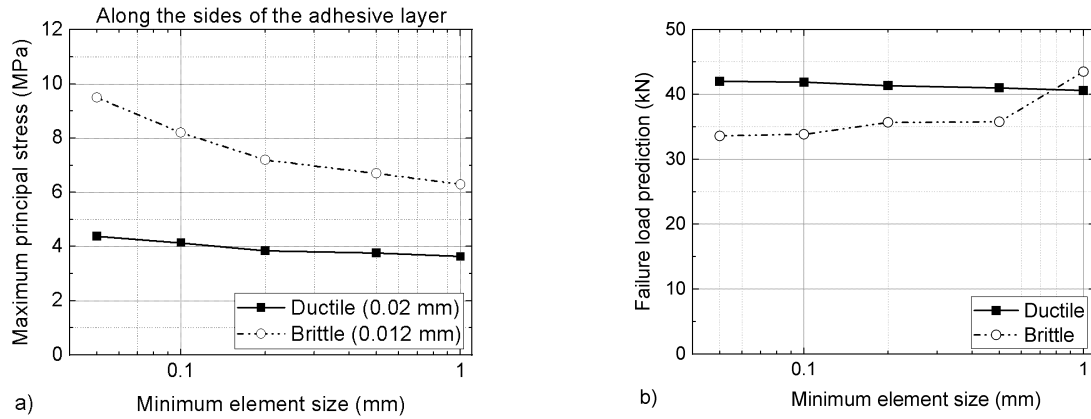 Along the sides of the adhesive layer
Maximum principal stress (MPa)
12
10
8
6
4
2
0
Ductile (0.02 mm)
Brittle (0.012 mm)
0.1
1
Minimum element size (mm)
a)
Failure load prediction (kN)
50
40
30
20
10
0
Ductile
Brittle
0.1
1
Minimum element size (mm)
b)